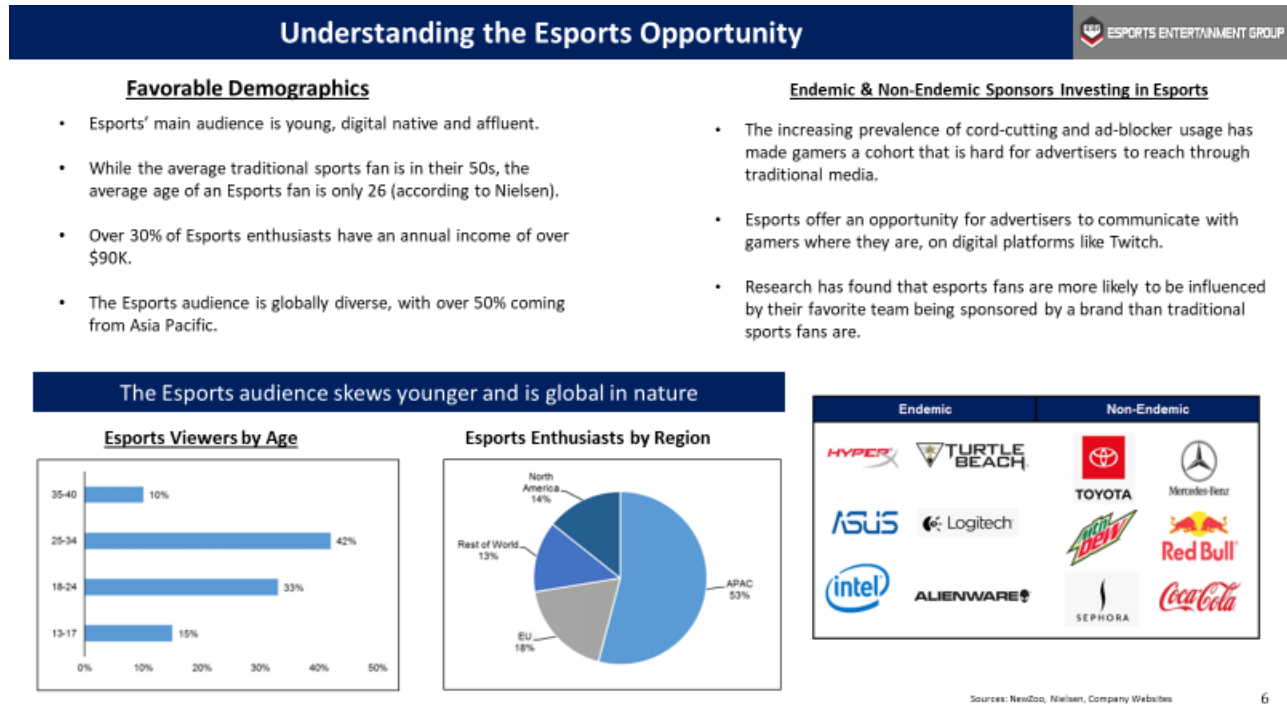 Understanding the Esports Opportunity
ESPORTS ENTERTAINMENT GROUP
Favorable Demographics
• Esports' main audience is young, digital native and affluent.
• While the average traditional sports fan is in their 50s, the
average age of an Esports fan is only 26 (according to Nielsen).
• Over 30% of Esports enthusiasts have an annual income of over
$90K.
• The Esports audience is globally diverse, with over 50% coming
from Asia Pacific.
Endemic & Non-Endemic Sponsors Investing in Esports
• The increasing prevalence of cord-cutting and ad-blocker usage has
made gamers a cohort that is hard for advertisers to reach through
traditional media.
• Esports offer an opportunity for advertisers to communicate with
gamers where they are, on digital platforms like Twitch.
• Research has found that esports fans are more likely to be influenced
by their favorite team being sponsored by a brand than traditional
sports fans are.
The Esports audience skews younger and is global in nature
Esports Viewers by Age
35-40 10%
25-34 42%
18-24 33%
13-17 15%
0% 10% 20% 30% 40% 50%
Esports Enthusiasts by Region
North
America
14%
Rest of World
13%
APAC
53%
EU
18%
Endemic Non-Endemic
HYPERX TURTLE
BEACH
TOYOTA Mercedes-Benz
ASUS Logitech mtn
DEW Red Bull
intel ALIENWARE SEPHORA Coca-Cola
Sources: NewZoo, Nielsen, Company Websites
6